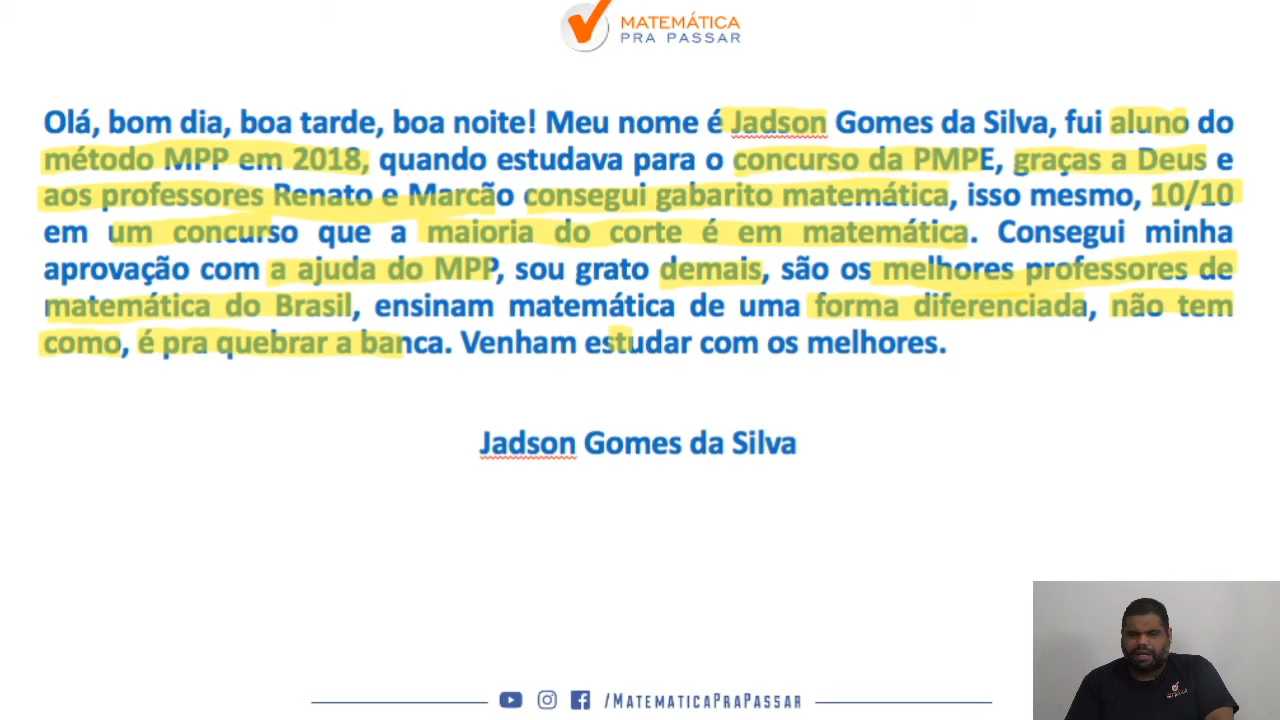 MATEMÁTICA
PRA PASSAR
Olá, bom dia, boa tarde, boa noite! Meu nome é Jadson Gomes da Silva, fui aluno do
método MPP em 2018, quando estudava para o concurso da PMPE, graças a Deus e
aos professores Renato e Marcão consegui gabarito matemática, isso mesmo, 10/10
em um concurso que a maioria do corte é em matemática. Consegui minha
aprovação com a ajuda do MPP, sou grato demais, são os melhores professores de
matemática do Brasil, ensinam matemática de uma forma diferenciada, não tem
como, é pra quebrar a banca. Venham estudar com os melhores.
Jadson Gomes da Silva
/MATEMATICAPRAPASSAR